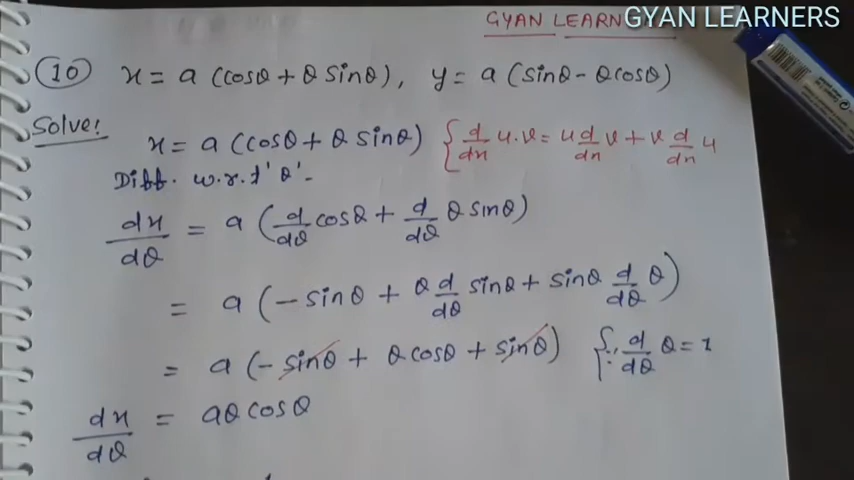 GYAN LEARN GYAN LEARNERS
(10) x = a (cosθ + θ sinθ), y = a (sinθ - θcosθ)
Solve:
x = a (cosθ + θ sinθ) { d/dx u.v = u d/dx v + v d/dx u
Diff. w.r.t 'θ' -
dx/dθ = a (d/dθ cosθ + d/dθ θ sinθ)
= a (- sinθ + θ d/dθ sinθ + sinθ d/dθ θ)
= a (- sinθ + θ cosθ + sinθ) {∵ d/dθ θ = 1
dx/dθ = aθ cosθ